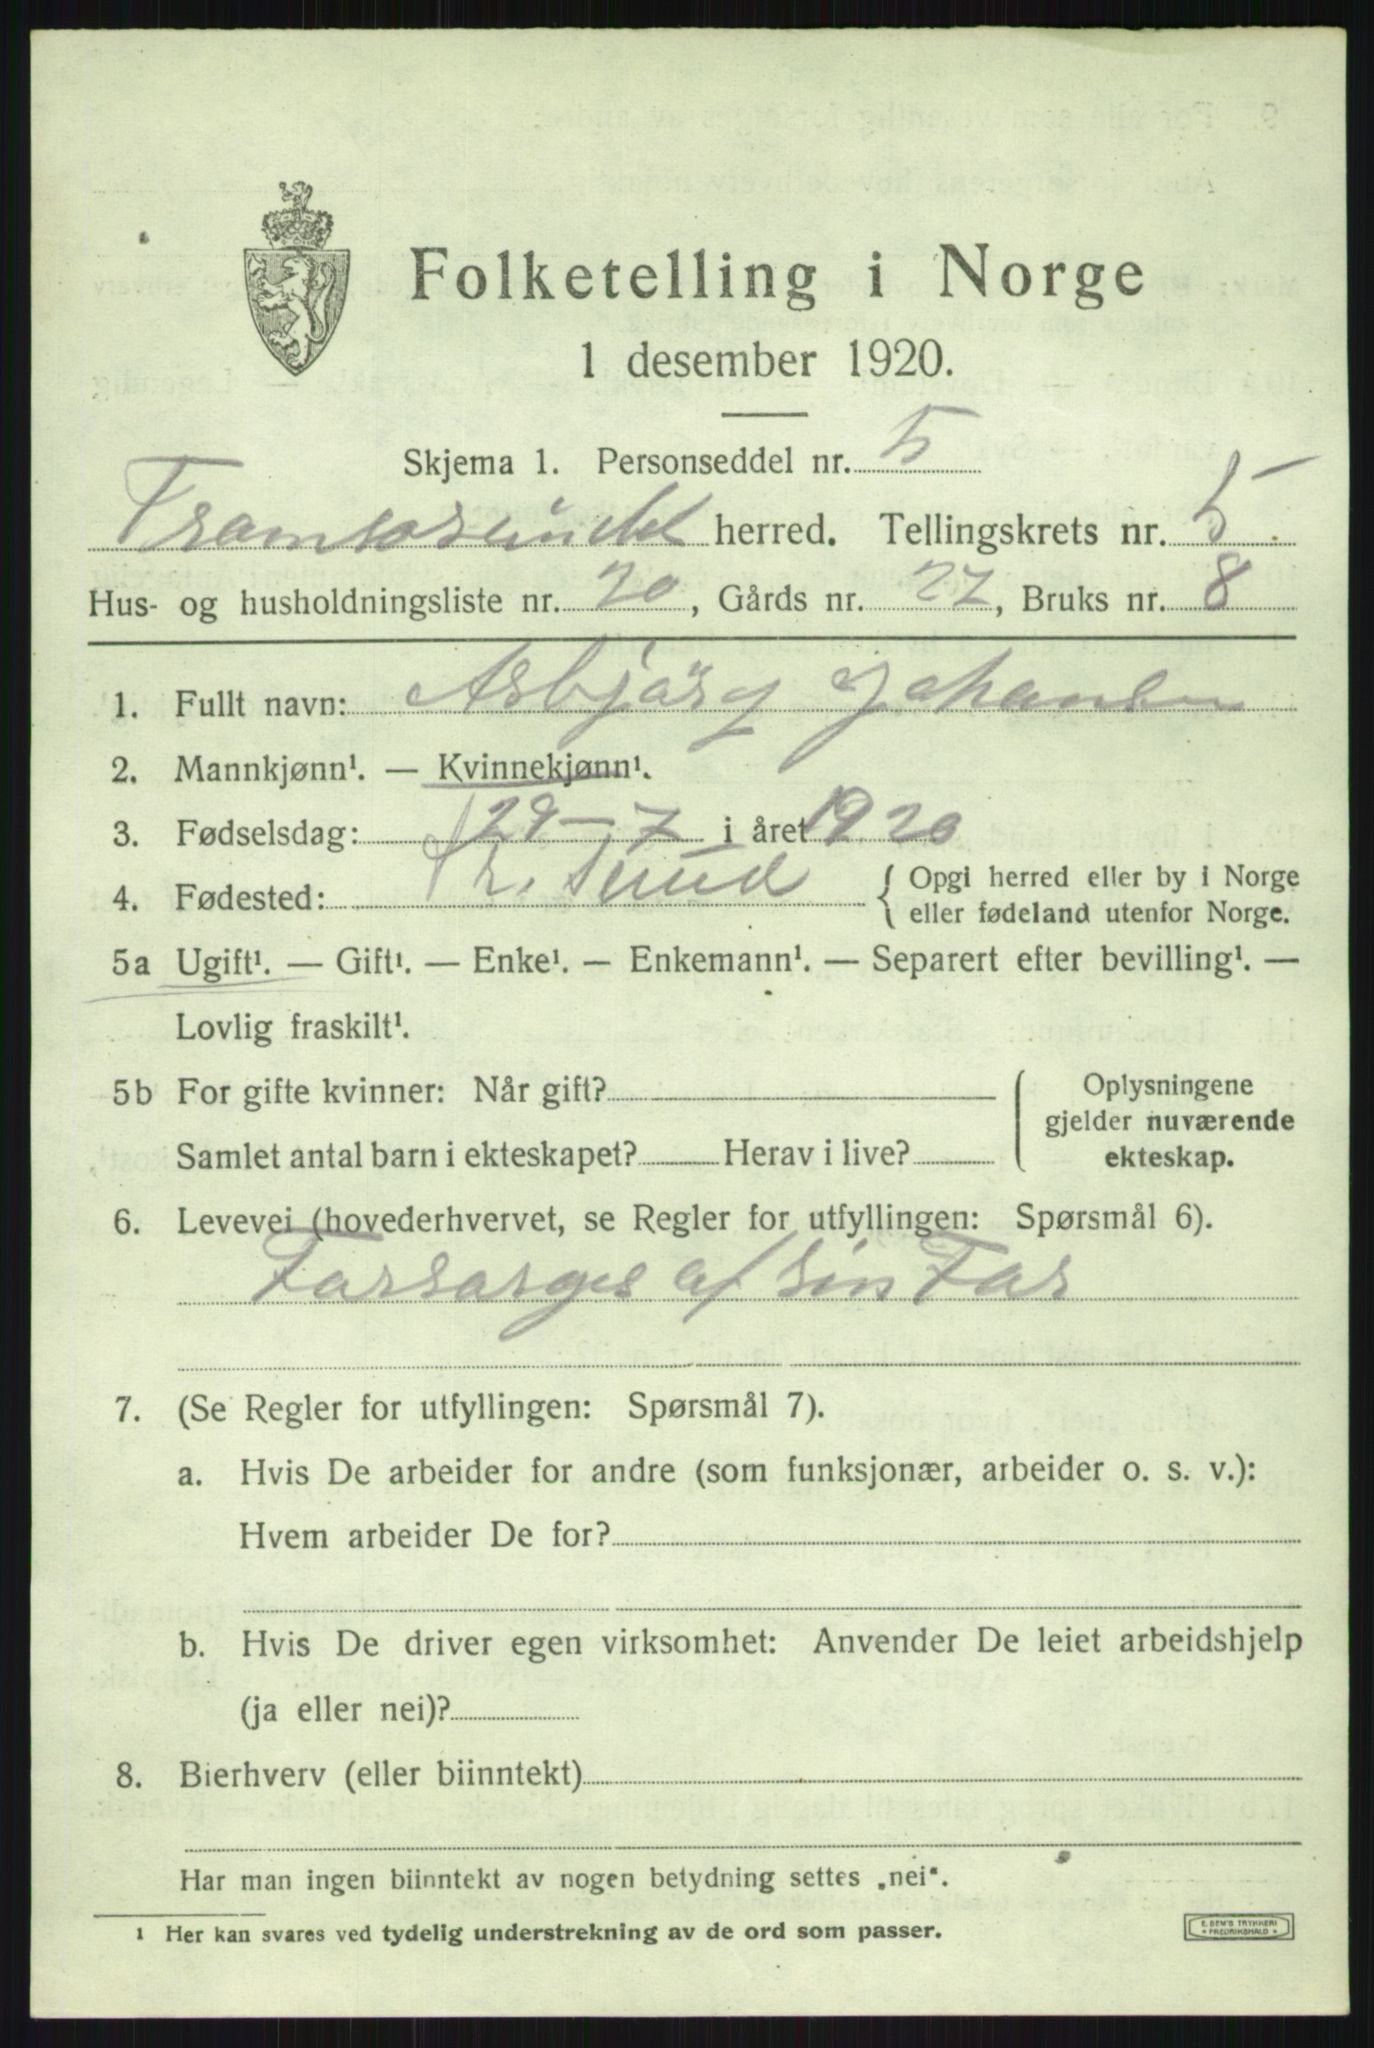 Folketelling i Norge
1 desember 1920.
Skjema 1. Personseddel nr. 5
Tromsøsundet herred. Tellingskrets nr. 5.
Hus- og husholdningsliste nr. 20, Gårds nr. 27, Bruks nr. 8
1. Fullt navn: Asbjörg Johansen
2. Mannkjønn¹. — Kvinnekjønn¹.
3. Fødselsdag: 29-7 i året 1920
4. Fødested: Tr. Sund { Opgi herred eller by i Norge
eller fødeland utenfor Norge.
5a Ugift¹. — Gift¹. — Enke¹. — Enkemann¹. — Separert efter bevilling¹. —
Lovlig fraskilt¹.
5b For gifte kvinner: Når gift?
Samlet antal barn i ekteskapet? Herav i live?
Oplysningene
gjelder nuværende
ekteskap.
6. Levevei (hovederhvervet, se Regler for utfyllingen: Spørsmål 6).
Forsørges af sin Far
7. (Se Regler for utfyllingen: Spørsmål 7).
a. Hvis De arbeider for andre (som funksjonær, arbeider o. s. v.):
Hvem arbeider De for?
b. Hvis De driver egen virksomhet: Anvender De leiet arbeidshjelp
(ja eller nei)?
8. Bierhverv (eller biinntekt)
Har man ingen biinntekt av nogen betydning settes „nei“.
¹ Her kan svares ved tydelig understrekning av de ord som passer.
E. SEM'S TRYKKERI
* FREDRIKSHALD *